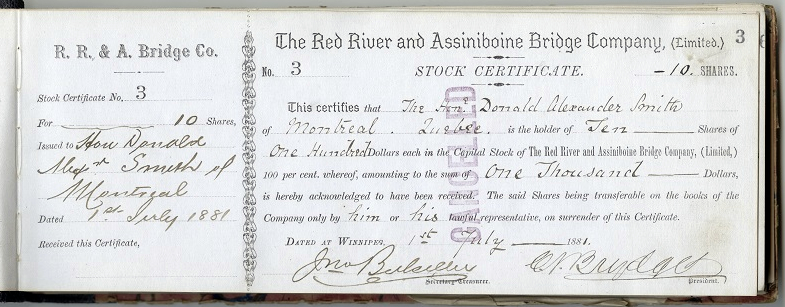 R. R. & A. Bridge Co.
Stock Certificate No. 3
For 10 Shares,
Issued to Hon Donald
Alexr Smith of
Montreal
Dated 1st July 1881
Received this Certificate,
The Red River and Assiniboine Bridge Company, (Limited.) 3
No. 3 STOCK CERTIFICATE. -10. SHARES.
This certifies that The Honl. Donald Alexander Smith
of Montreal. Quebec. is the holder of Ten Shares of
One Hundred Dollars each in the Capital Stock of The Red River and Assiniboine Bridge Company, (Limited,)
100 per cent. whereof, amounting to the sum of One Thousand Dollars,
is hereby acknowledged to have been received. The said Shares being transferable on the books of the
Company only by him or his lawful representative, on surrender of this Certificate.
DATED AT WINNIPEG, 1st July 1881.
Jno
Secretary-Treasurer. President.
CANCELLED